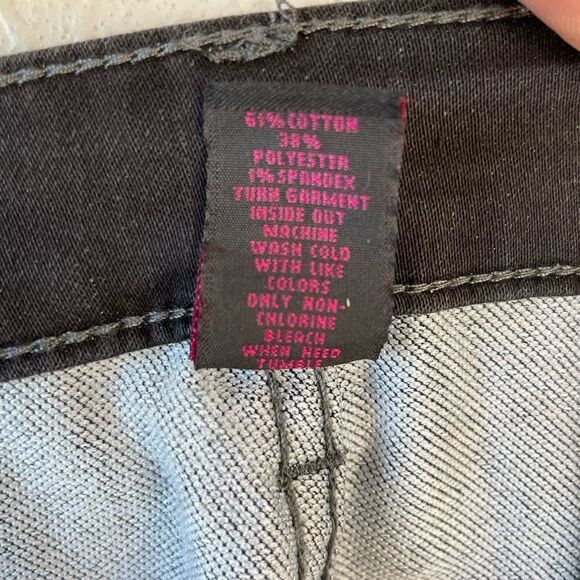 61% COTTON
38%
POLYESTER
1% SPANDEX
TURN GARMENT
INSIDE OUT
MACHINE
WASH COLD
WITH LIKE
COLORS
ONLY NON-
CHLORINE
BLEACH
WHEN NEED
TUMBLE